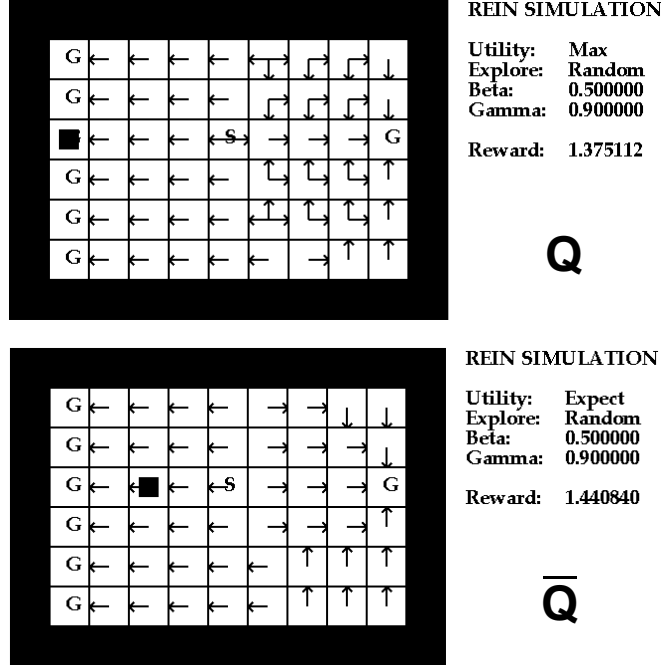 REIN SIMULATION
Utility: Max
Explore: Random
Beta: 0.500000
Gamma: 0.900000
Reward: 1.375112
G
G
S G
G
G
G
Q
REIN SIMULATION
Utility: Expect
Explore: Random
Beta: 0.500000
Gamma: 0.900000
Reward: 1.440840
G
G
G S G
G
G
G
Q̅